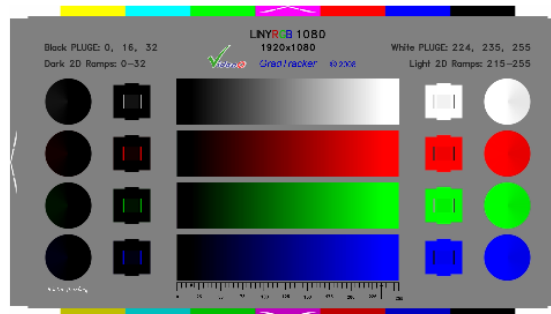 LINYRGB 1080
Black PLUGE: 0, 16, 32
1920x1080
White PLUGE: 224, 235, 255
Dark 2D Ramps: 0-32
GradTracker © 2008
Light 2D Ramps: 215-255